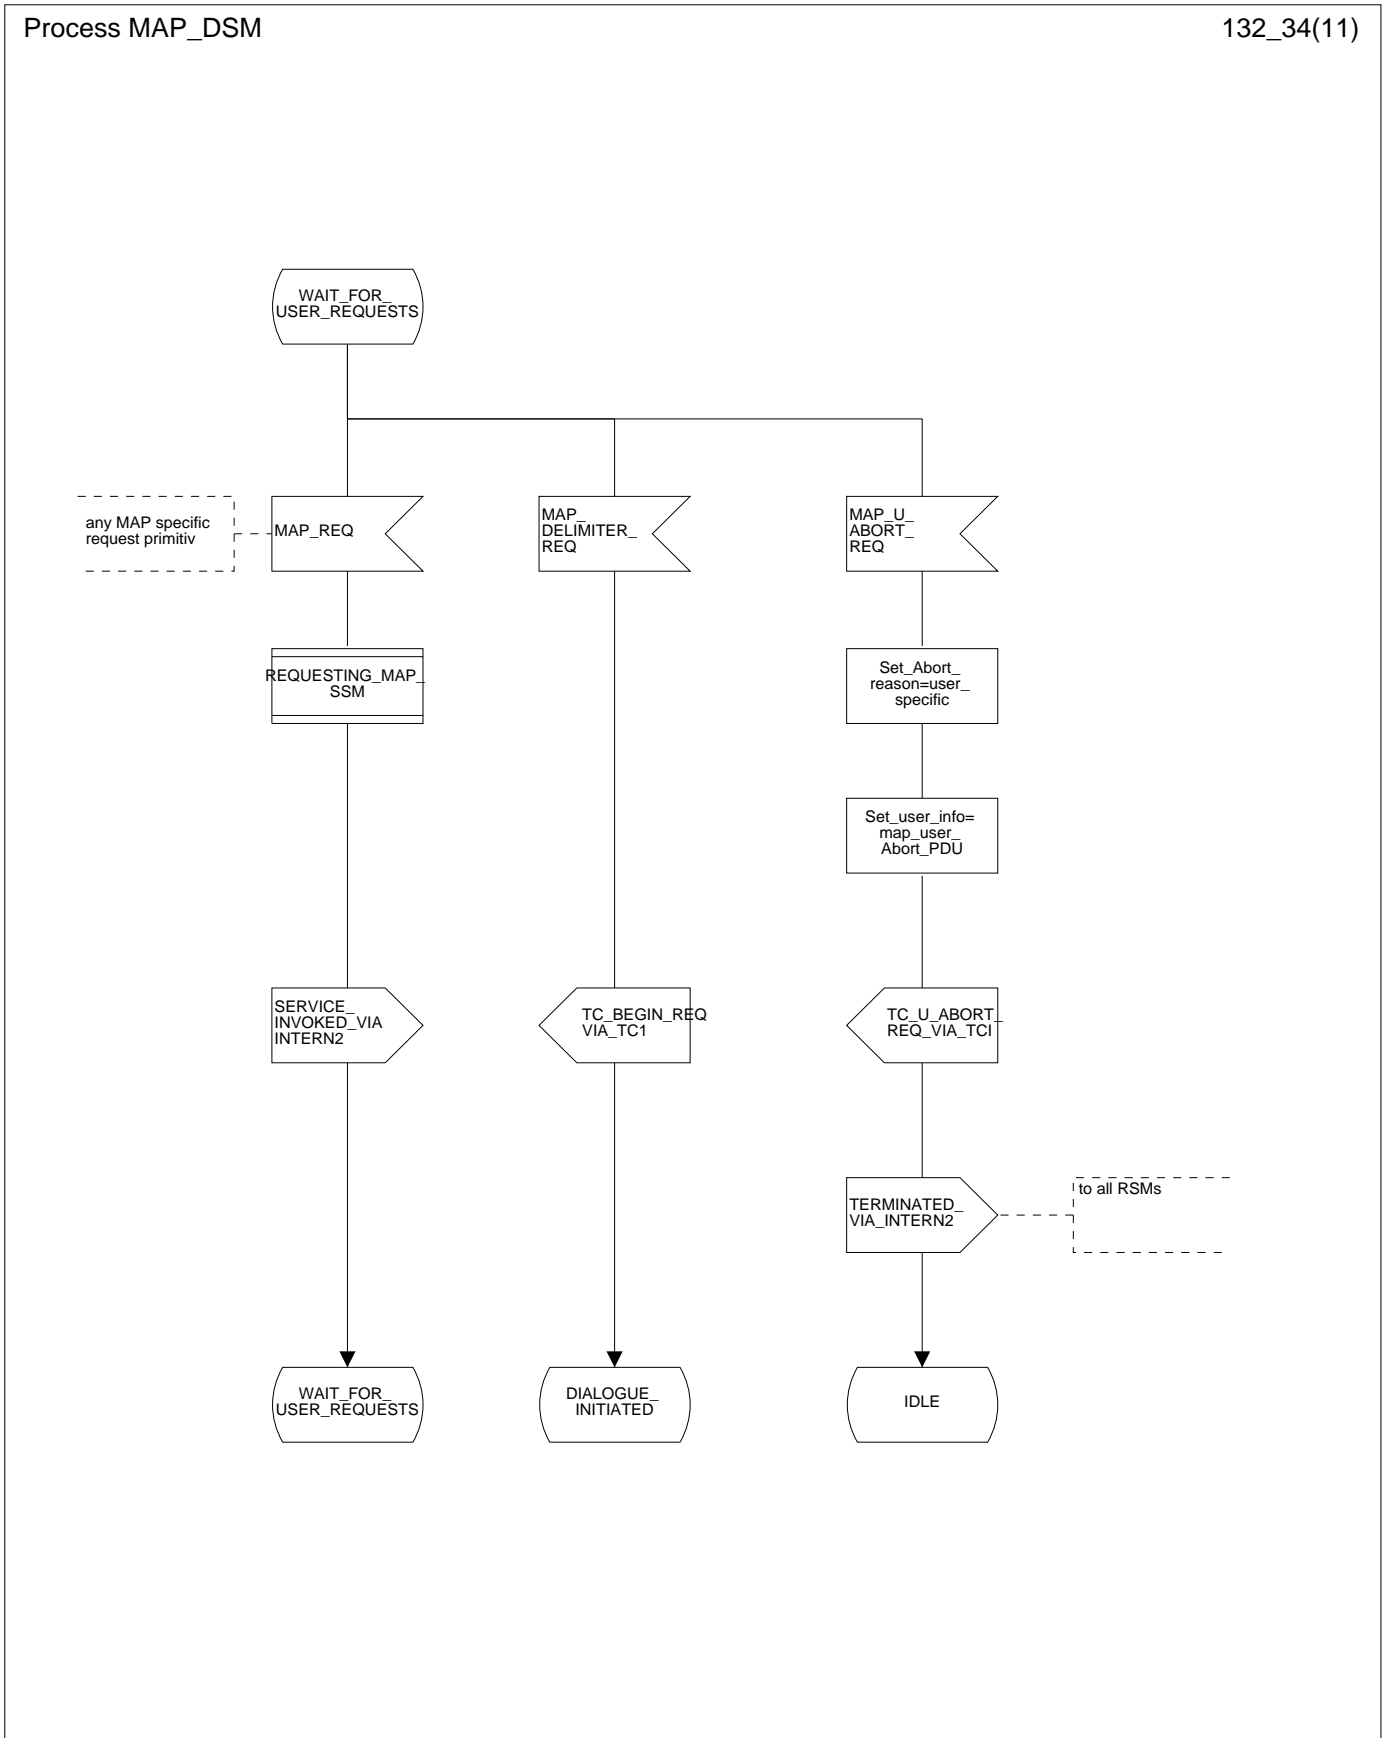 Process MAP_DSM
132_34(11)
WAIT_FOR_
USER_REQUESTS
any MAP specific
request primitiv
MAP_REQ
MAP_
DELIMITER_
REQ
MAP_U_
ABORT_
REQ
REQUESTING_MAP_
SSM
Set_Abort_
reason=user_
specific
Set_user_info=
map_user_
Abort_PDU
SERVICE_
INVOKED_VIA
INTERN2
TC_BEGIN_REQ
VIA_TC1
TC_U_ABORT_
REQ_VIA_TCI
TERMINATED_
VIA_INTERN2
to all RSMs
WAIT_FOR_
USER_REQUESTS
DIALOGUE_
INITIATED
IDLE